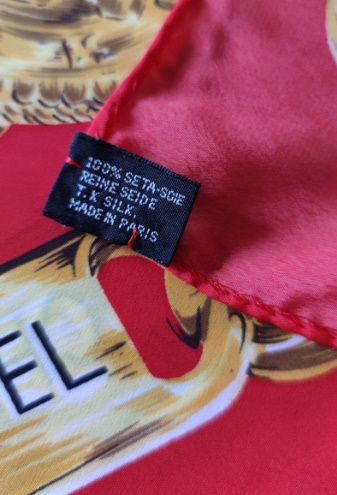 100% SETA-SOIE
REINE SEIDE
T.K SILK.
MADE IN PARIS
EL